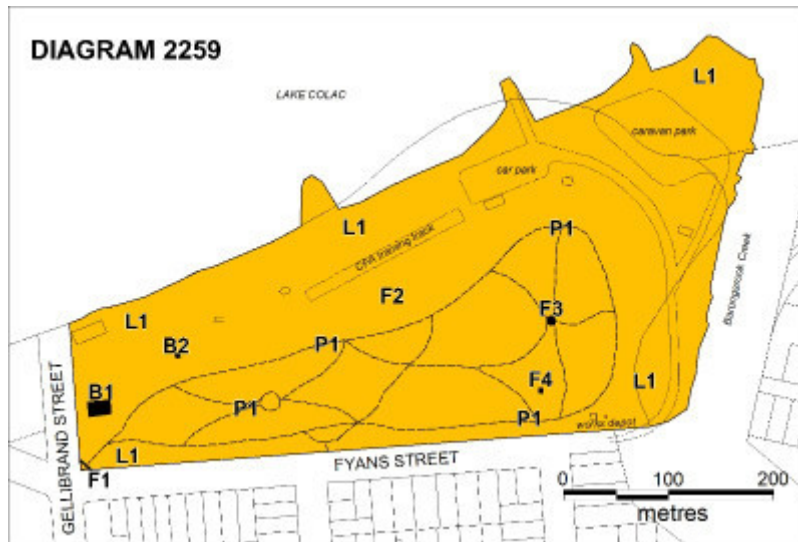 DIAGRAM 2259
L1
LAKE COLAC
caravan park
car park
L1
P1
CFA training track
F2
Barongarook Creek
L1
F3
B2
P1
B1
F4
L1
P1
P1
works depot
L1
FYANS STREET
F1
GELLIBRAND STREET
0 100 200
metres